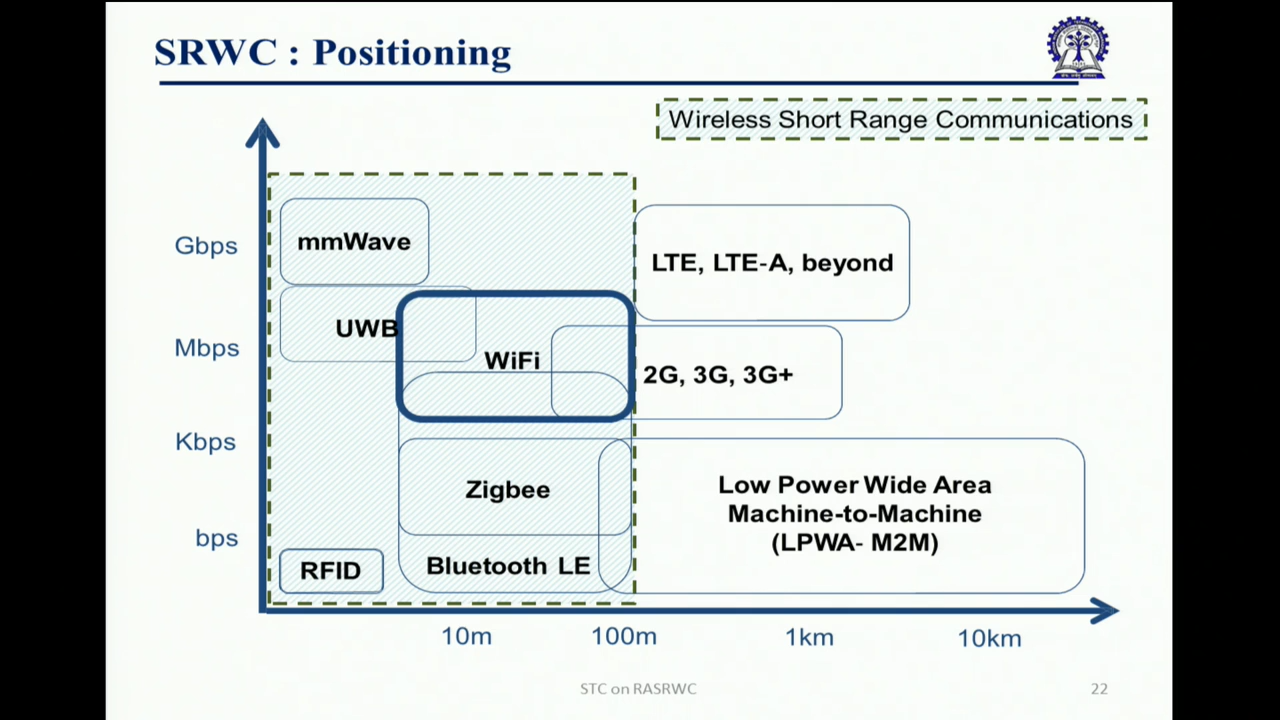 SRWC : Positioning
Wireless Short Range Communications
Gbps
Mbps
Kbps
bps
mmWave
LTE, LTE-A, beyond
UWB
WiFi
2G, 3G, 3G+
Zigbee
Low Power Wide Area
Machine-to-Machine
(LPWA- M2M)
Bluetooth LE
RFID
10m
100m
1km
10km
STC on RASRWC
22